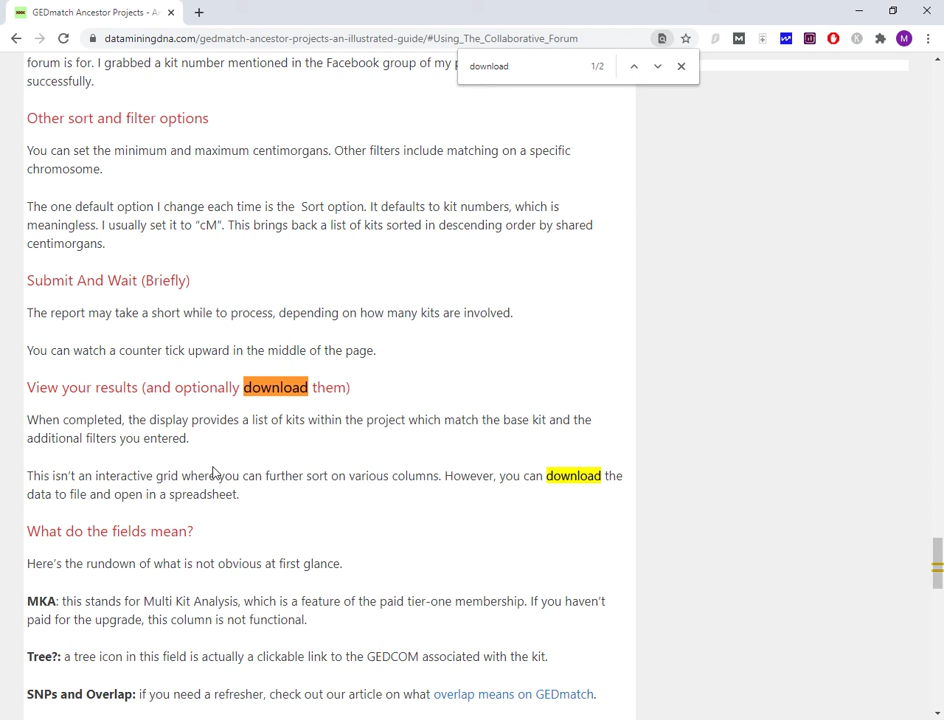 GEDmatch Ancestor Projects - A
datamining​dna.com/gedmatch-ancestor-projects-an-illustrated-guide/#Using_The_Collaborative_Forum
M
download
1/2
forum is for. I grabbed a kit number mentioned in the Facebook group of my
successfully.
Other sort and filter options
You can set the minimum and maximum centimorgans. Other filters include matching on a specific
chromosome.
The one default option I change each time is the Sort option. It defaults to kit numbers, which is
meaningless. I usually set it to “cM”. This brings back a list of kits sorted in descending order by shared
centimorgans.
Submit And Wait (Briefly)
The report may take a short while to process, depending on how many kits are involved.
You can watch a counter tick upward in the middle of the page.
View your results (and optionally download them)
When completed, the display provides a list of kits within the project which match the base kit and the
additional filters you entered.
This isn’t an interactive grid where you can further sort on various columns. However, you can download the
data to file and open in a spreadsheet.
What do the fields mean?
Here’s the rundown of what is not obvious at first glance.
MKA: this stands for Multi Kit Analysis, which is a feature of the paid tier-one membership. If you haven’t
paid for the upgrade, this column is not functional.
Tree?: a tree icon in this field is actually a clickable link to the GEDCOM associated with the kit.
SNPs and Overlap: if you need a refresher, check out our article on what overlap means on GEDmatch.